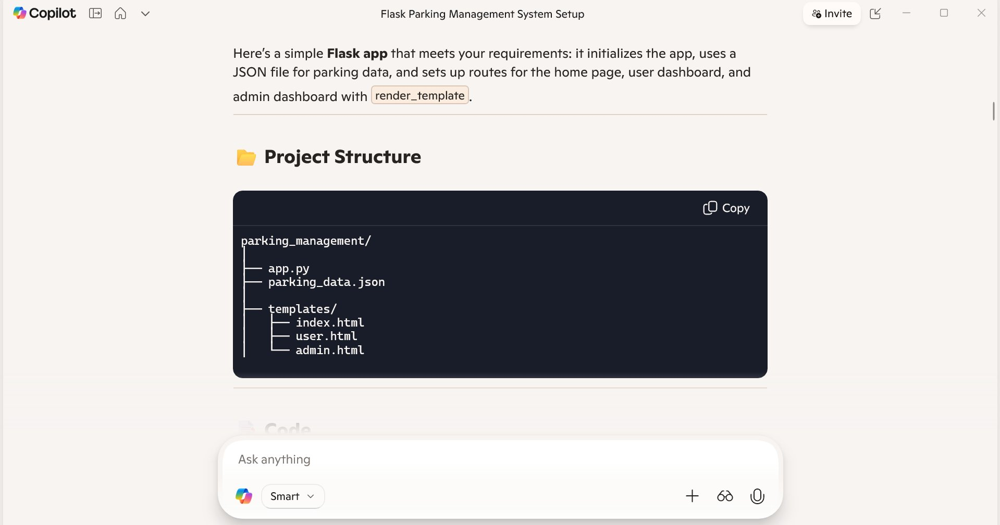 Copilot
Flask Parking Management System Setup
Invite
Here’s a simple Flask app that meets your requirements: it initializes the app, uses a
JSON file for parking data, and sets up routes for the home page, user dashboard, and
admin dashboard with render_template.
📂 Project Structure
Copy
parking_management/
│
├── app.py
├── parking_data.json
│
├── templates/
│   ├── index.html
│   ├── user.html
│   └── admin.html
Code
Ask anything
Smart